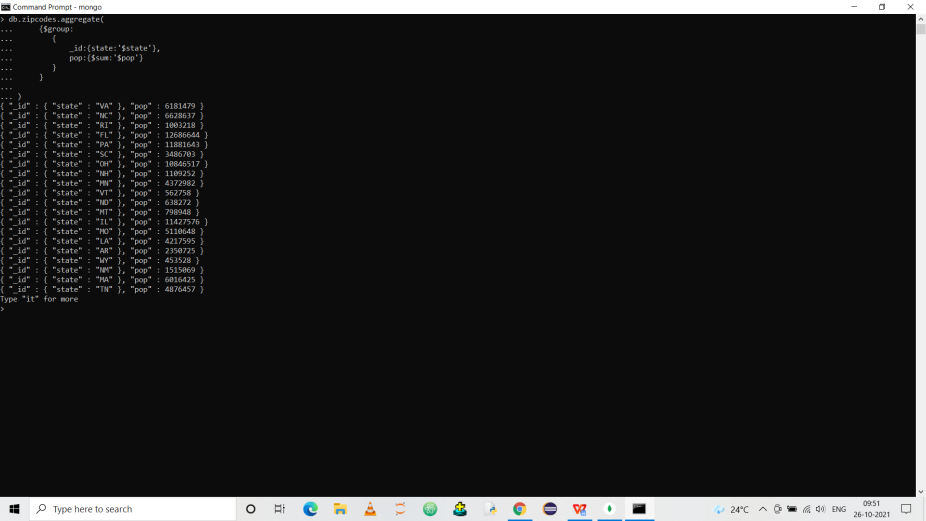 Command Prompt - mongo
> db.zipcodes.aggregate(
... {$group:
... {
... _id:{state:'$state'},
... pop:{$sum:'$pop'}
... }
... }
...
... )
{ "_id" : { "state" : "VA" }, "pop" : 6181479 }
{ "_id" : { "state" : "NC" }, "pop" : 6628637 }
{ "_id" : { "state" : "RI" }, "pop" : 1003218 }
{ "_id" : { "state" : "FL" }, "pop" : 12686644 }
{ "_id" : { "state" : "PA" }, "pop" : 11881643 }
{ "_id" : { "state" : "SC" }, "pop" : 3486703 }
{ "_id" : { "state" : "OH" }, "pop" : 10846517 }
{ "_id" : { "state" : "NH" }, "pop" : 1109252 }
{ "_id" : { "state" : "MN" }, "pop" : 4372982 }
{ "_id" : { "state" : "VT" }, "pop" : 562758 }
{ "_id" : { "state" : "ND" }, "pop" : 638272 }
{ "_id" : { "state" : "MT" }, "pop" : 798948 }
{ "_id" : { "state" : "IL" }, "pop" : 11427576 }
{ "_id" : { "state" : "MO" }, "pop" : 5110648 }
{ "_id" : { "state" : "LA" }, "pop" : 4217595 }
{ "_id" : { "state" : "AR" }, "pop" : 2350725 }
{ "_id" : { "state" : "WY" }, "pop" : 453528 }
{ "_id" : { "state" : "NM" }, "pop" : 1515069 }
{ "_id" : { "state" : "MA" }, "pop" : 6016425 }
{ "_id" : { "state" : "TN" }, "pop" : 4876457 }
Type "it" for more
>
Type here to search
24°C
ENG
09:51
26-10-2021